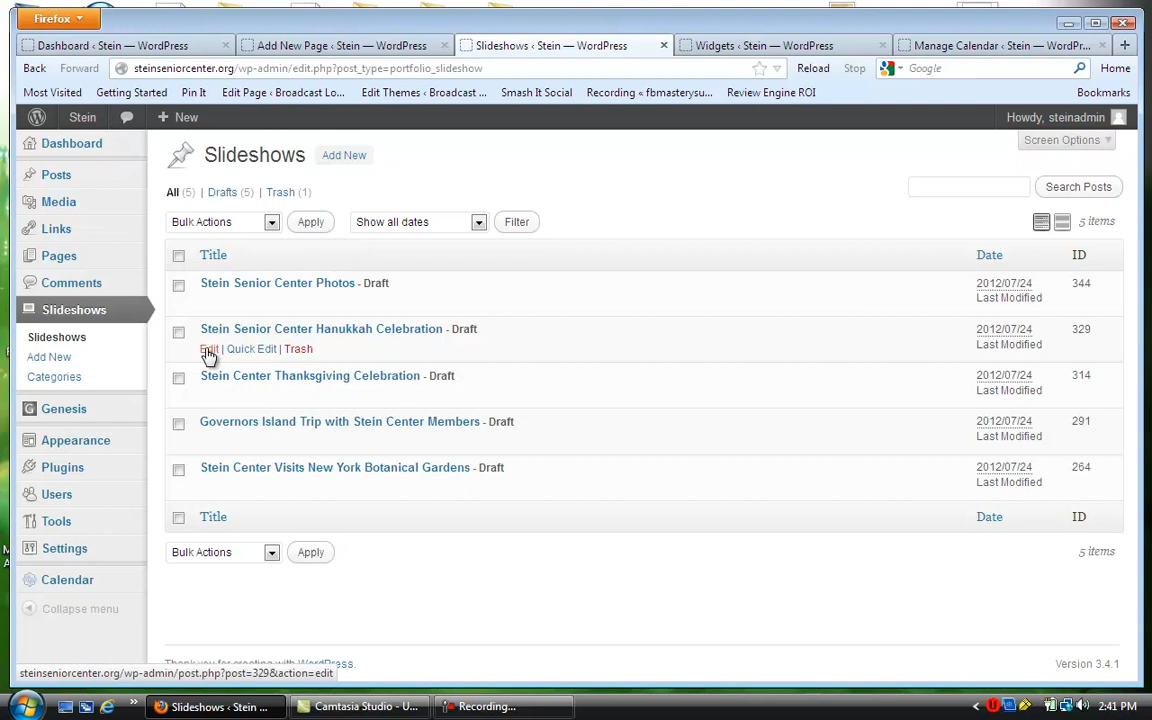 Firefox
Dashboard ‹ Stein — WordPress
Add New Page ‹ Stein — WordPress
Slideshows ‹ Stein — WordPress
Widgets ‹ Stein — WordPress
Manage Calendar ‹ Stein — WordPr...
Back
Forward
steinseniorcenter.org/wp-admin/edit.php?post_type=portfolio_slideshow
Reload
Stop
Google
Home
Most Visited
Getting Started
Pin It
Edit Page ‹ Broadcast Lo...
Edit Themes ‹ Broadcast ...
Smash It Social
Recording « fbmasterysu...
Review Engine ROI
Bookmarks
Stein
+ New
Howdy, steinadmin
Dashboard
Posts
Media
Links
Pages
Comments
Slideshows
Slideshows
Add New
Categories
Genesis
Appearance
Plugins
Users
Tools
Settings
Calendar
Collapse menu
Slideshows Add New
Screen Options
All (5) | Drafts (5) | Trash (1)
Search Posts
Bulk Actions
Apply
Show all dates
Filter
5 items
Title Date ID
Stein Senior Center Photos - Draft 2012/07/24 344
Last Modified
Stein Senior Center Hanukkah Celebration - Draft 2012/07/24 329
Edit | Quick Edit | Trash Last Modified
Stein Center Thanksgiving Celebration - Draft 2012/07/24 314
Last Modified
Governors Island Trip with Stein Center Members - Draft 2012/07/24 291
Last Modified
Stein Center Visits New York Botanical Gardens - Draft 2012/07/24 264
Last Modified
Title Date ID
Bulk Actions
Apply
5 items
Thank you for creating with WordPress.
Version 3.4.1
steinseniorcenter.org/wp-admin/post.php?post=329&action=edit
Slideshows ‹ Stein ...
Camtasia Studio - U...
Recording...
2:41 PM